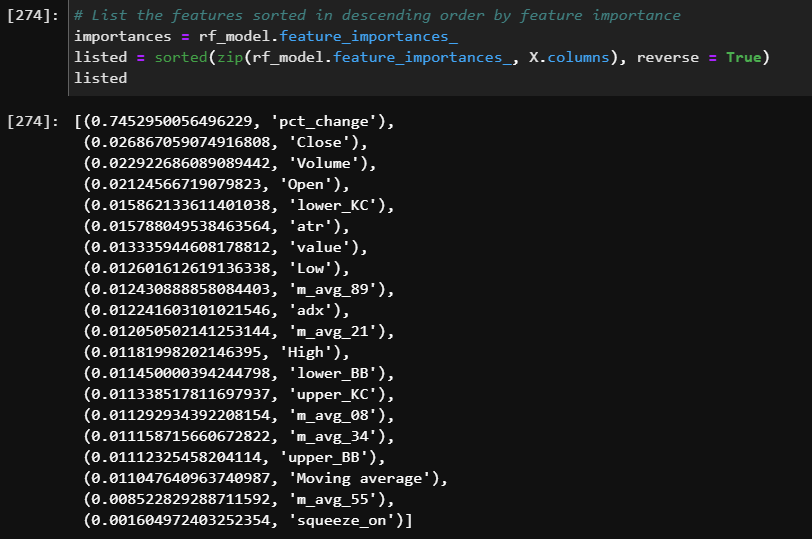 [274]: # List the features sorted in descending order by feature importance
importances = rf_model.feature_importances_
listed = sorted(zip(rf_model.feature_importances_, X.columns), reverse = True)
listed
[274]: [(0.7452950056496229, 'pct_change'),
(0.026867059074916808, 'Close'),
(0.022922686089089442, 'Volume'),
(0.02124566719079823, 'Open'),
(0.015862133611401038, 'lower_KC'),
(0.015788049538463564, 'atr'),
(0.013335944608178812, 'value'),
(0.012601612619136338, 'Low'),
(0.012430888858084403, 'm_avg_89'),
(0.012241603101021546, 'adx'),
(0.012050502141253144, 'm_avg_21'),
(0.01181998202146395, 'High'),
(0.011450000394244798, 'lower_BB'),
(0.011338517811697937, 'upper_KC'),
(0.011292934392208154, 'm_avg_08'),
(0.011158715660672822, 'm_avg_34'),
(0.01112325458204114, 'upper_BB'),
(0.011047640963740987, 'Moving average'),
(0.008522829288711592, 'm_avg_55'),
(0.001604972403252354, 'squeeze_on')]